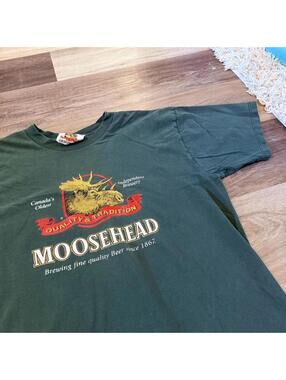 Canada's
Oldest
Independent
Brewery
QUALITY & TRADITION
MOOSEHEAD
Brewing fine quality Beer since 1867.